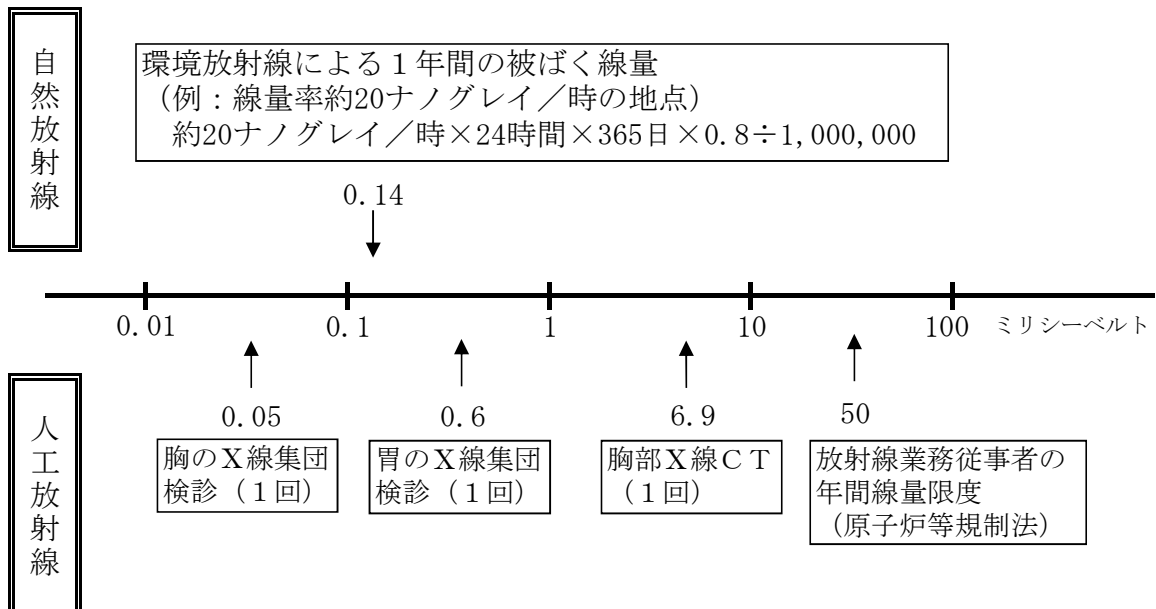 自然放射線
環境放射線による１年間の被ばく線量
（例：線量率約20ナノグレイ／時の地点）
約20ナノグレイ／時×24時間×365日×0.8÷1,000,000
0.14
0.01 0.1 1 10 100 ミリシーベルト
人工放射線
0.05
胸のＸ線集団
検診（１回）
0.6
胃のＸ線集団
検診（１回）
6.9
胸部Ｘ線ＣＴ
（１回）
50
放射線業務従事者の
年間線量限度
（原子炉等規制法）